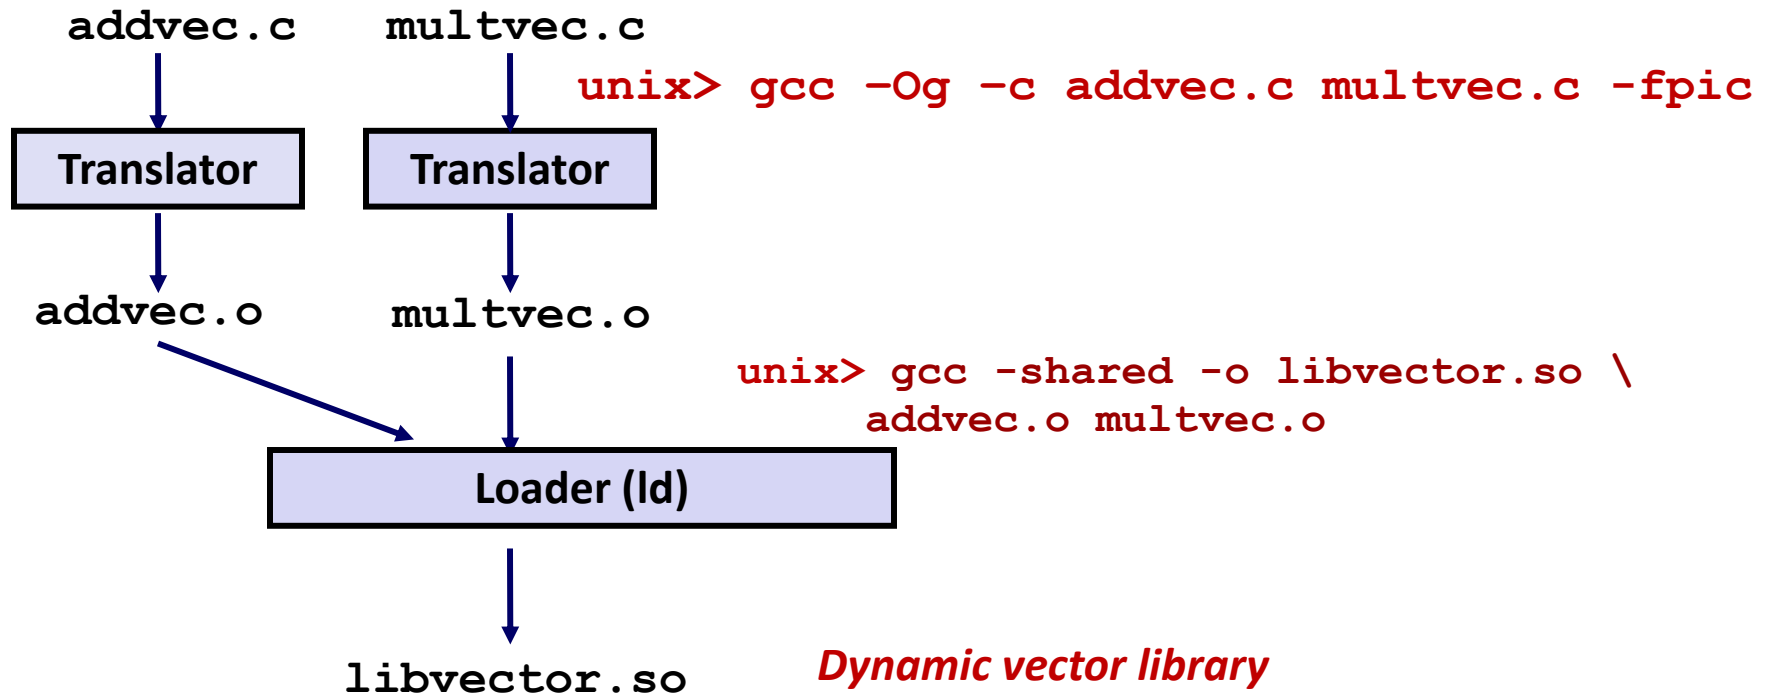 addvec.c multvec.c
unix> gcc –Og –c addvec.c multvec.c -fpic
Translator Translator
addvec.o multvec.o
unix> gcc -shared -o libvector.so \
addvec.o multvec.o
Loader (ld)
libvector.so Dynamic vector library